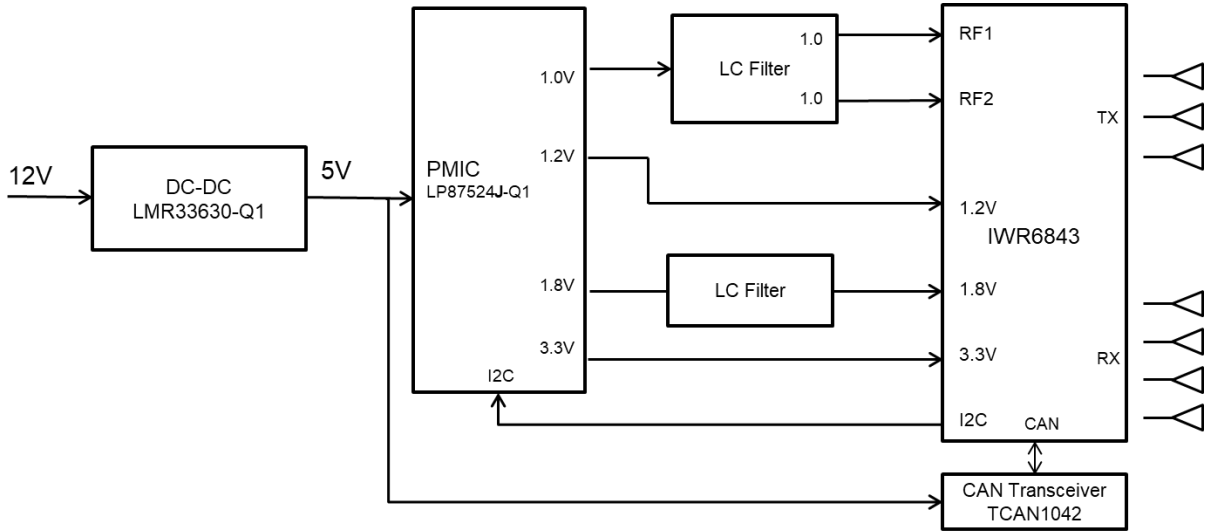 12V
DC-DC
LMR33630-Q1
5V
PMIC
LP87524J-Q1
1.0V
1.2V
1.8V
3.3V
I2C
LC Filter
1.0
1.0
LC Filter
RF1
RF2
1.2V
IWR6843
1.8V
3.3V
I2C
CAN
TX
RX
CAN Transceiver
TCAN1042